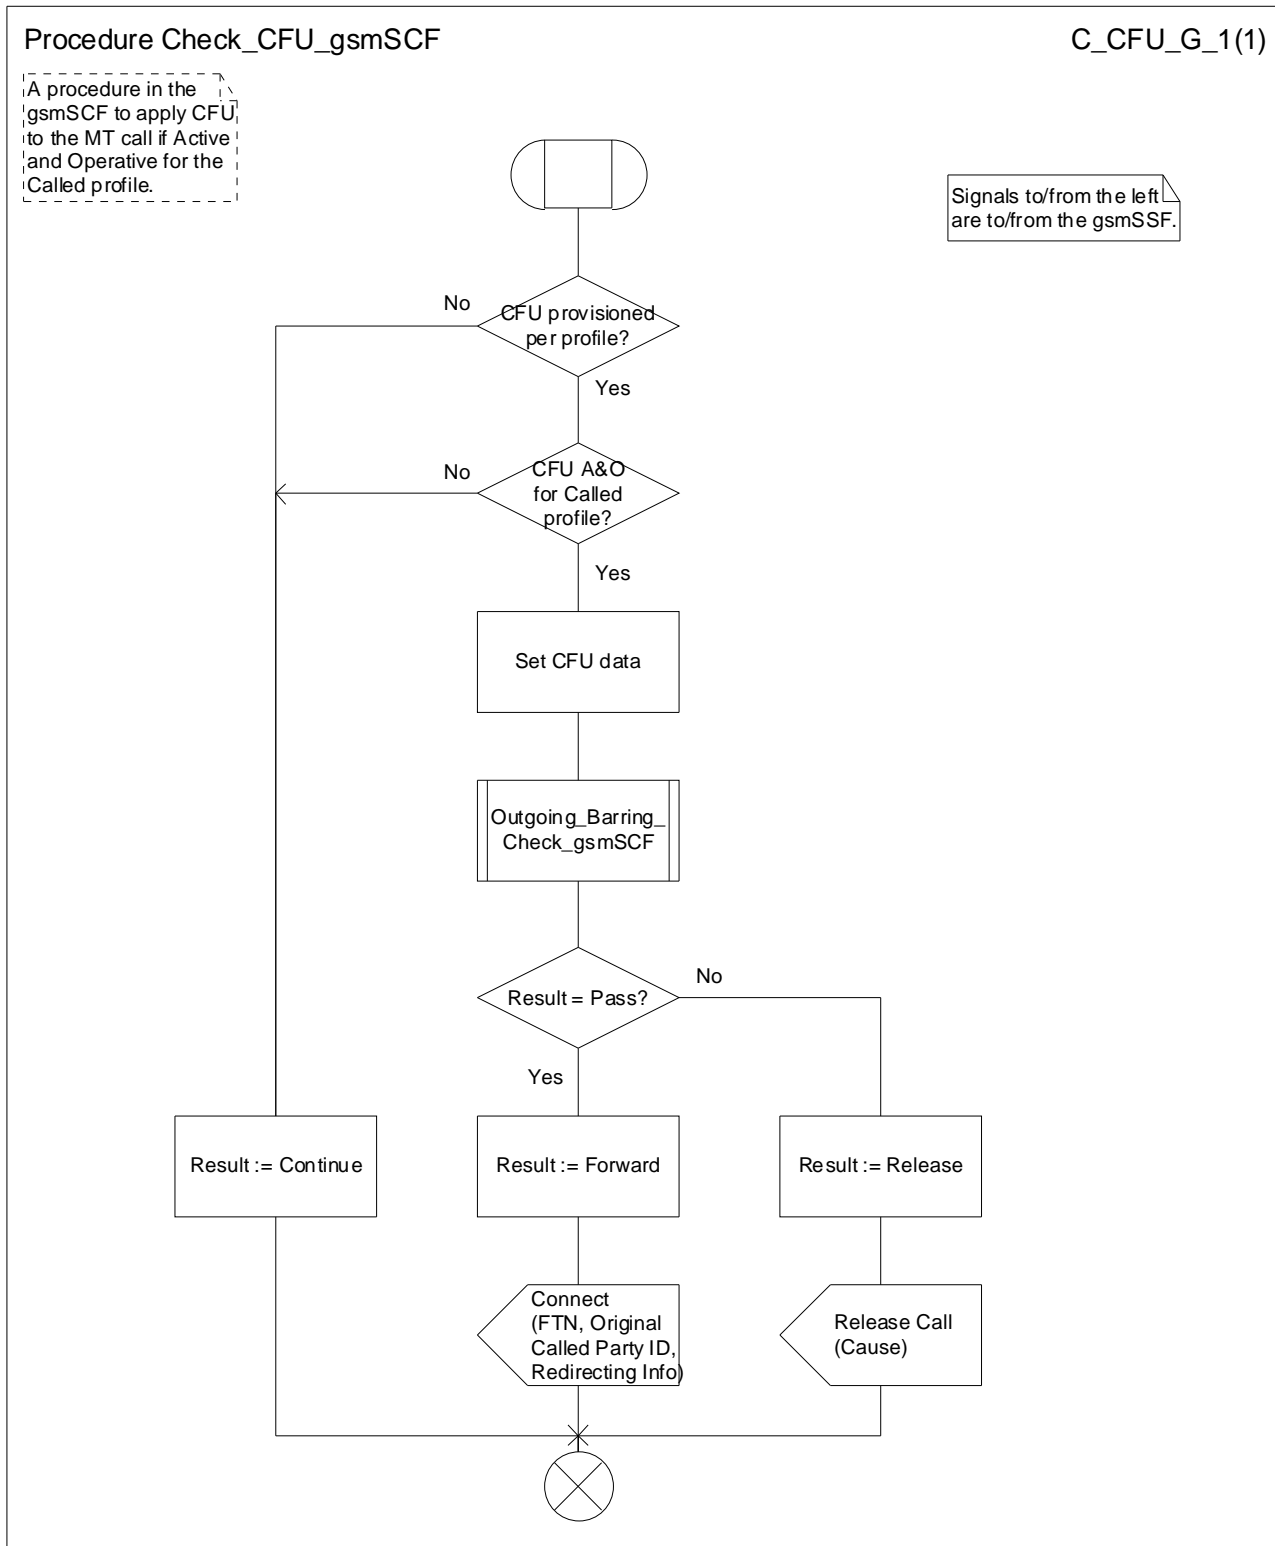 Procedure Check_CFU_gsmSCF
C_CFU_G_1(1)
A procedure in the
gsmSCF to apply CFU
to the MT call if Active
and Operative for the
Called profile.
Signals to/from the left
are to/from the gsmSSF.
CFU provisioned
per profile?
No
Yes
CFU A&O
for Called
profile?
No
Yes
Set CFU data
Outgoing_Barring_
Check_gsmSCF
Result = Pass?
No
Yes
Result := Continue
Result := Forward
Result := Release
Connect
(FTN, Original
Called Party ID,
Redirecting Info)
Release Call
(Cause)